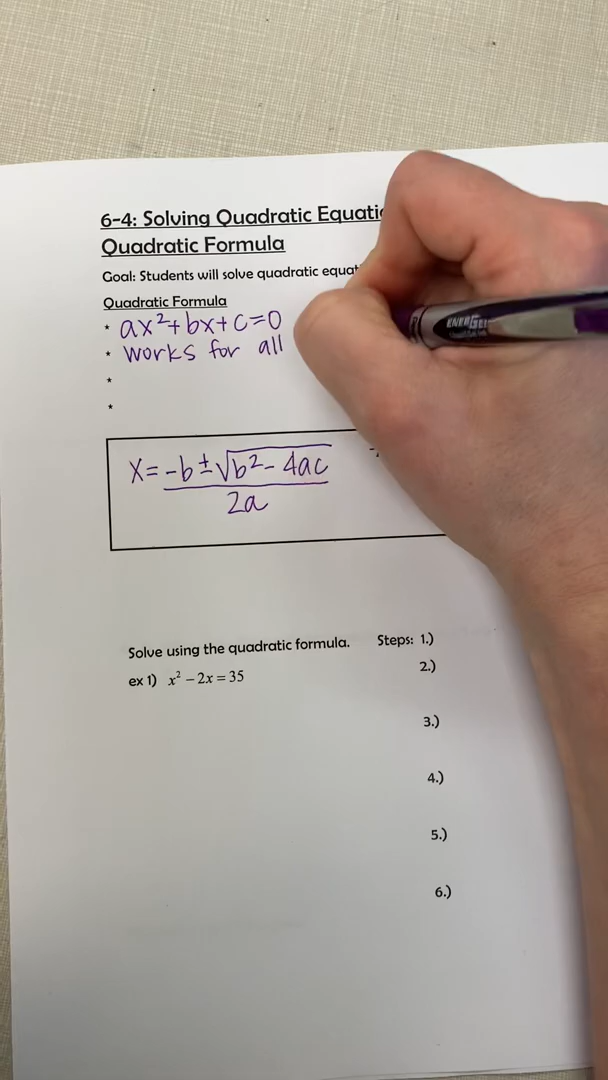 6-4: Solving Quadratic
Quadratic Formula
Goal: Students will solve quadratic
Quadratic Formula
* ax²+bx+c=0
* works for all
*
*
x = -b ± √b² - 4ac
2a
Solve using the quadratic formula. Steps: 1.)
ex 1) x² − 2x = 35
2.)
3.)
4.)
5.)
6.)
ENERGEL